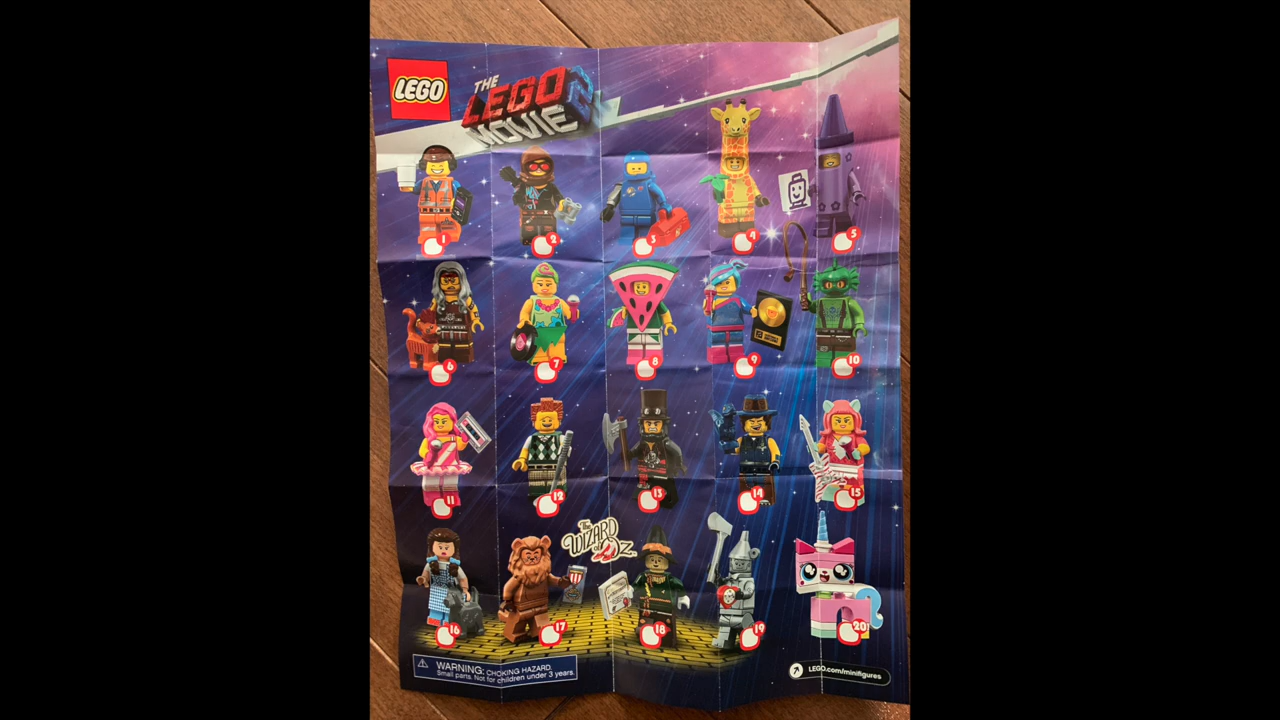 LEGO
THE
LEGO
MOVIE 2
1
2
3
4
5
6
7
8
9
10
11
12
13
14
15
The
WIZARD
of OZ
16
17
18
19
20
WARNING: CHOKING HAZARD.
Small parts. Not for children under 3 years.
LEGO.com/minifigures